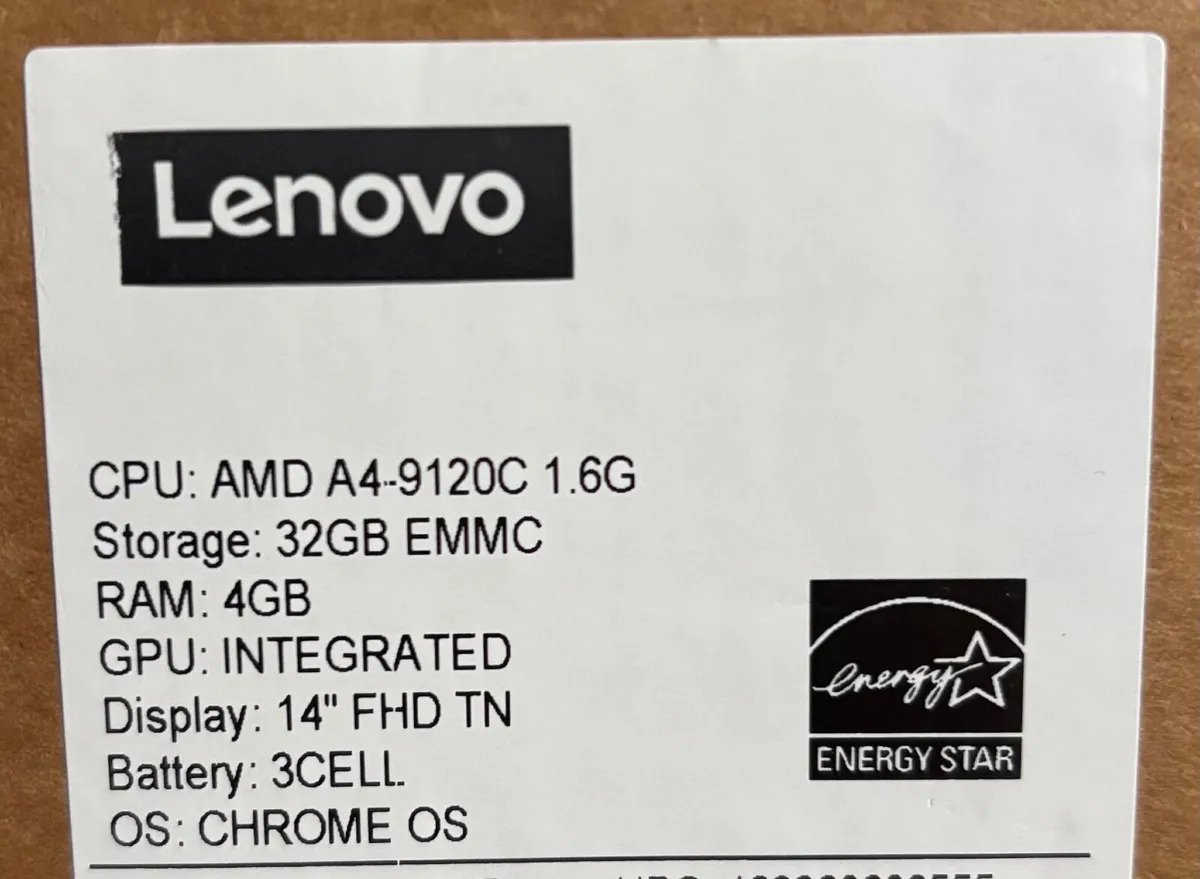 Lenovo
CPU: AMD A4-9120C 1.6G
Storage: 32GB EMMC
RAM: 4GB
GPU: INTEGRATED
Display: 14" FHD TN
Battery: 3CELL
OS: CHROME OS
energy
ENERGY STAR